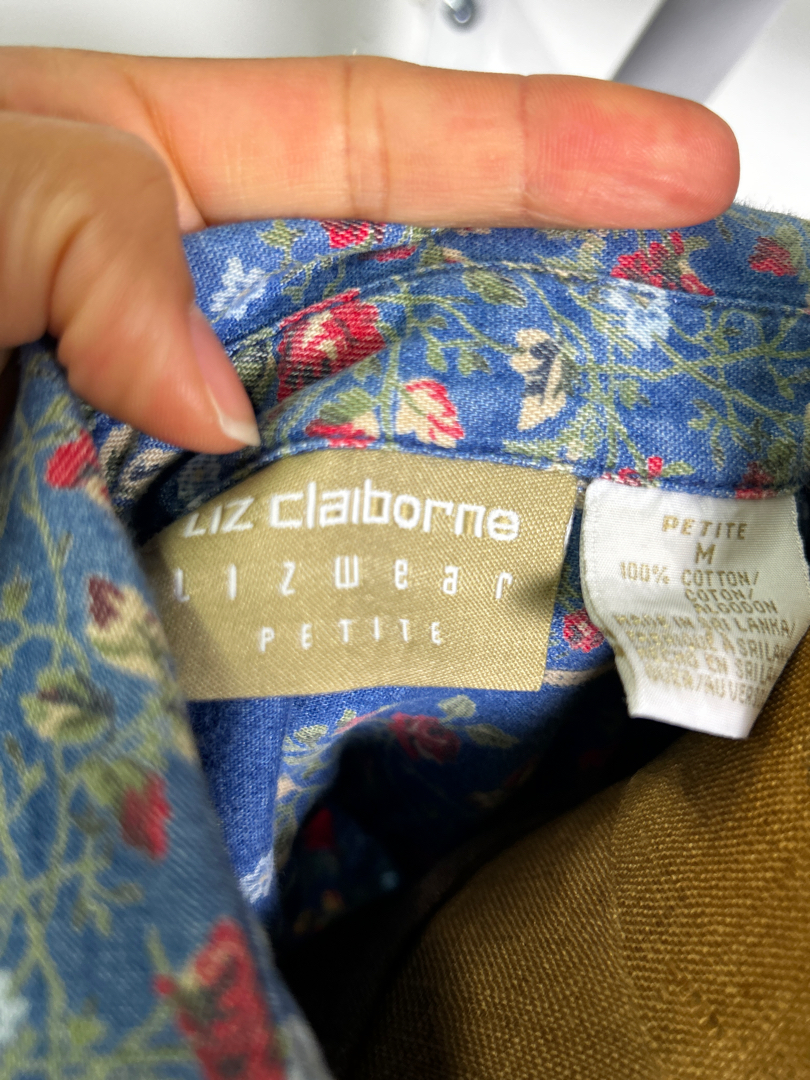 Liz claiborne
LIZWear
PETITE
PETITE
M
100% COTTON/
COTON/
ALGODON
MADE IN SRI LANKA/